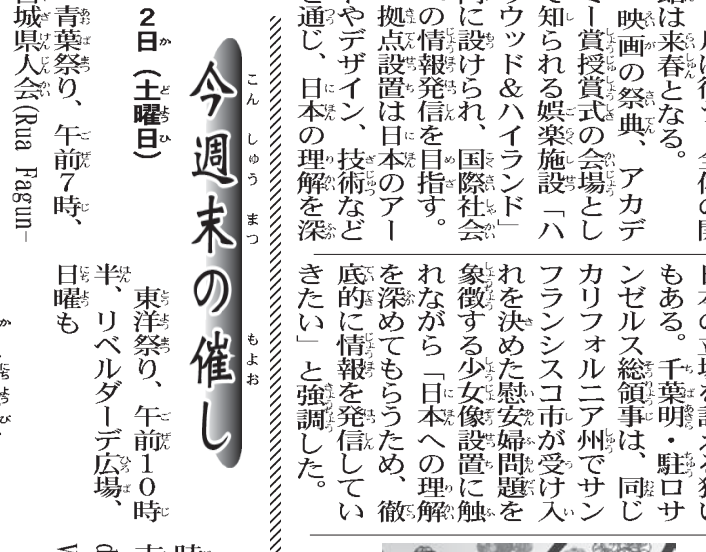 館は来春となる。
映画の祭典、アカデ
ミー賞授賞式の会場とし
て知られる娯楽施設「ハ
リウッド&ハイランド」
に設けられ、国際社会
の情報発信を目指す。
拠点設置は日本のアー
やデザイン、技術など
通じ、日本の理解を深
もある。千葉明・駐ロサ
ンゼルス総領事は、同じ
カリフォルニア州でサン
フランシスコ市が受け入
れを決めた慰安婦問題を
象徴する少女像設置に触
れながら「日本への理解
を深めてもらうため、徹
底的に情報を発信してい
きたい」と強調した。
今週末の催し
2日(土曜日)
青葉祭り、午前7時、
宮城県人会(Rua Fagun-
東洋祭り、午前10時
半、リベルダーデ広場、
日曜も